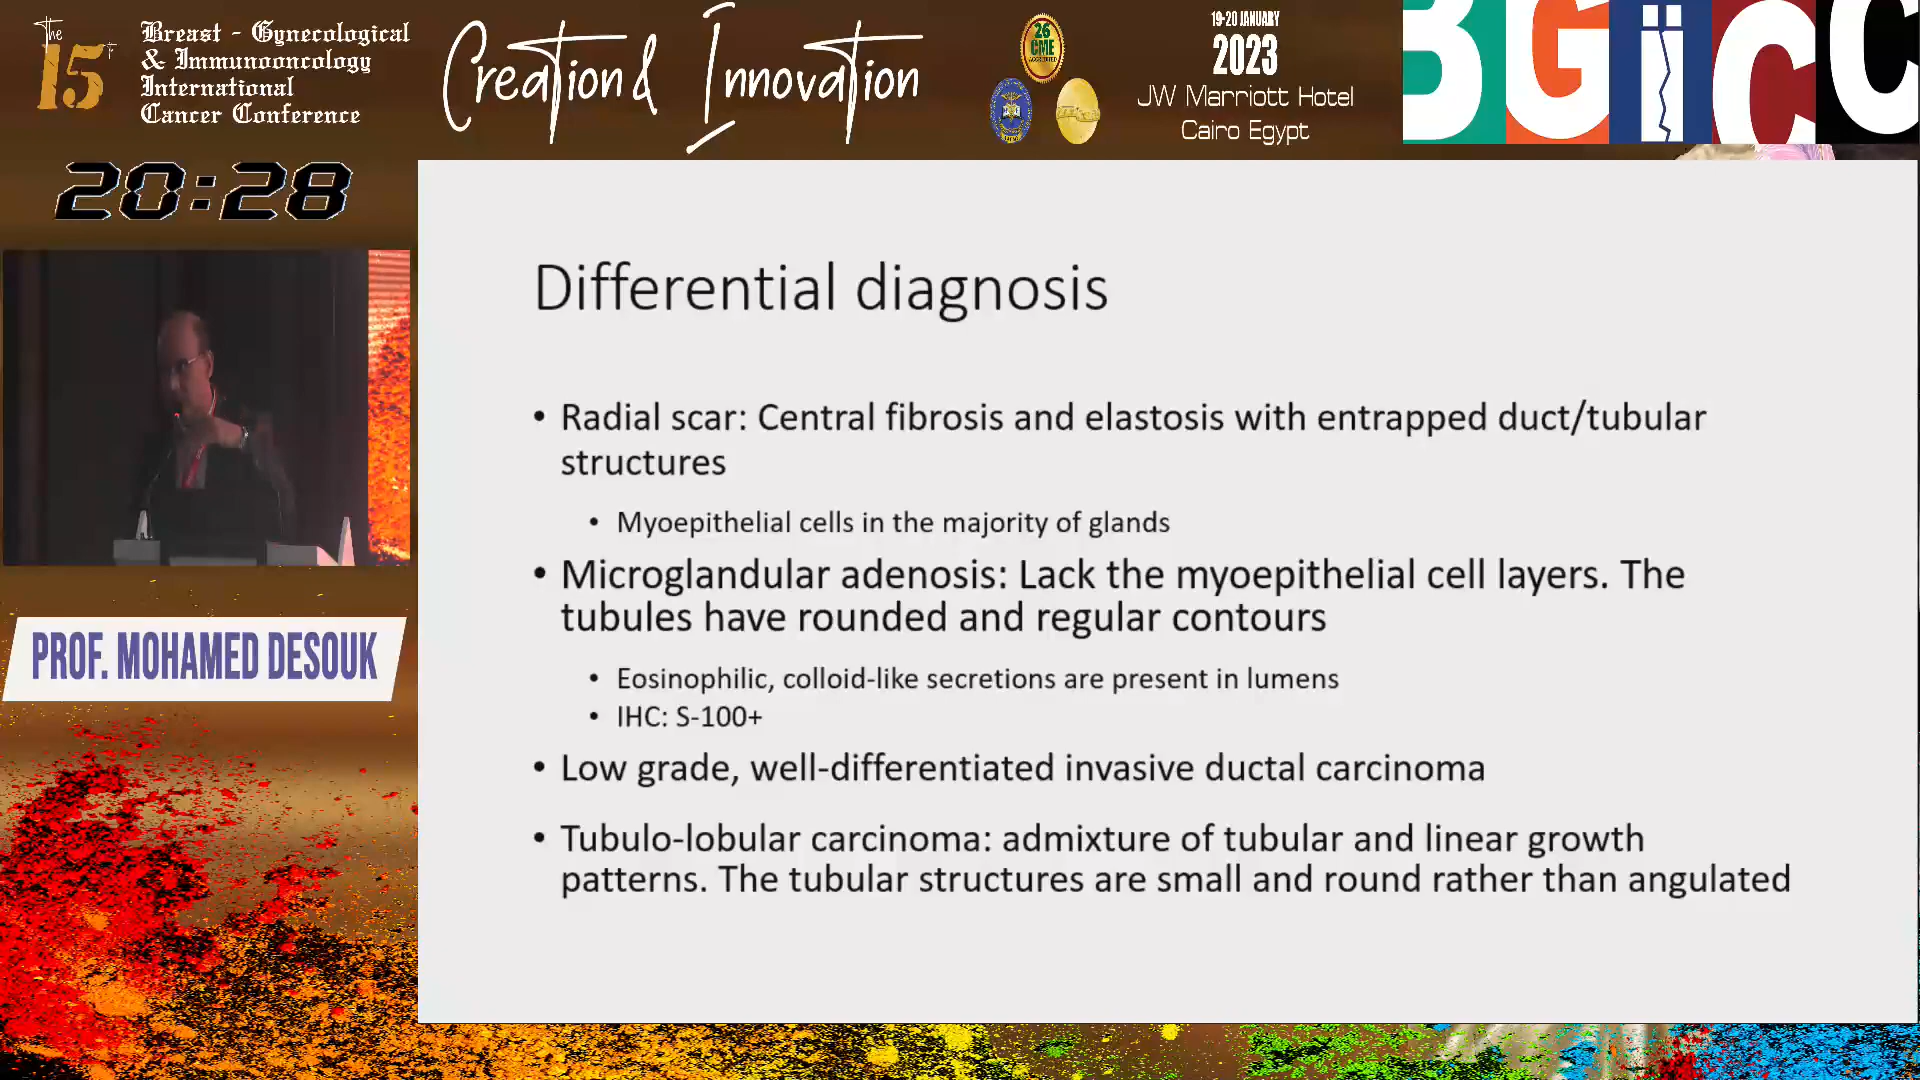 The 15
Breast - Gynecological
& Immunooncology
International
Cancer Conference
Creation & Innovation
26
CME
19-20 JANUARY
2023
JW Marriott Hotel
Cairo Egypt
BGiCC
20:28
PROF. MOHAMED DESOUK
Differential diagnosis
• Radial scar: Central fibrosis and elastosis with entrapped duct/tubular
structures
• Myoepithelial cells in the majority of glands
• Microglandular adenosis: Lack the myoepithelial cell layers. The
tubules have rounded and regular contours
• Eosinophilic, colloid-like secretions are present in lumens
• IHC: S-100+
• Low grade, well-differentiated invasive ductal carcinoma
• Tubulo-lobular carcinoma: admixture of tubular and linear growth
patterns. The tubular structures are small and round rather than angulated